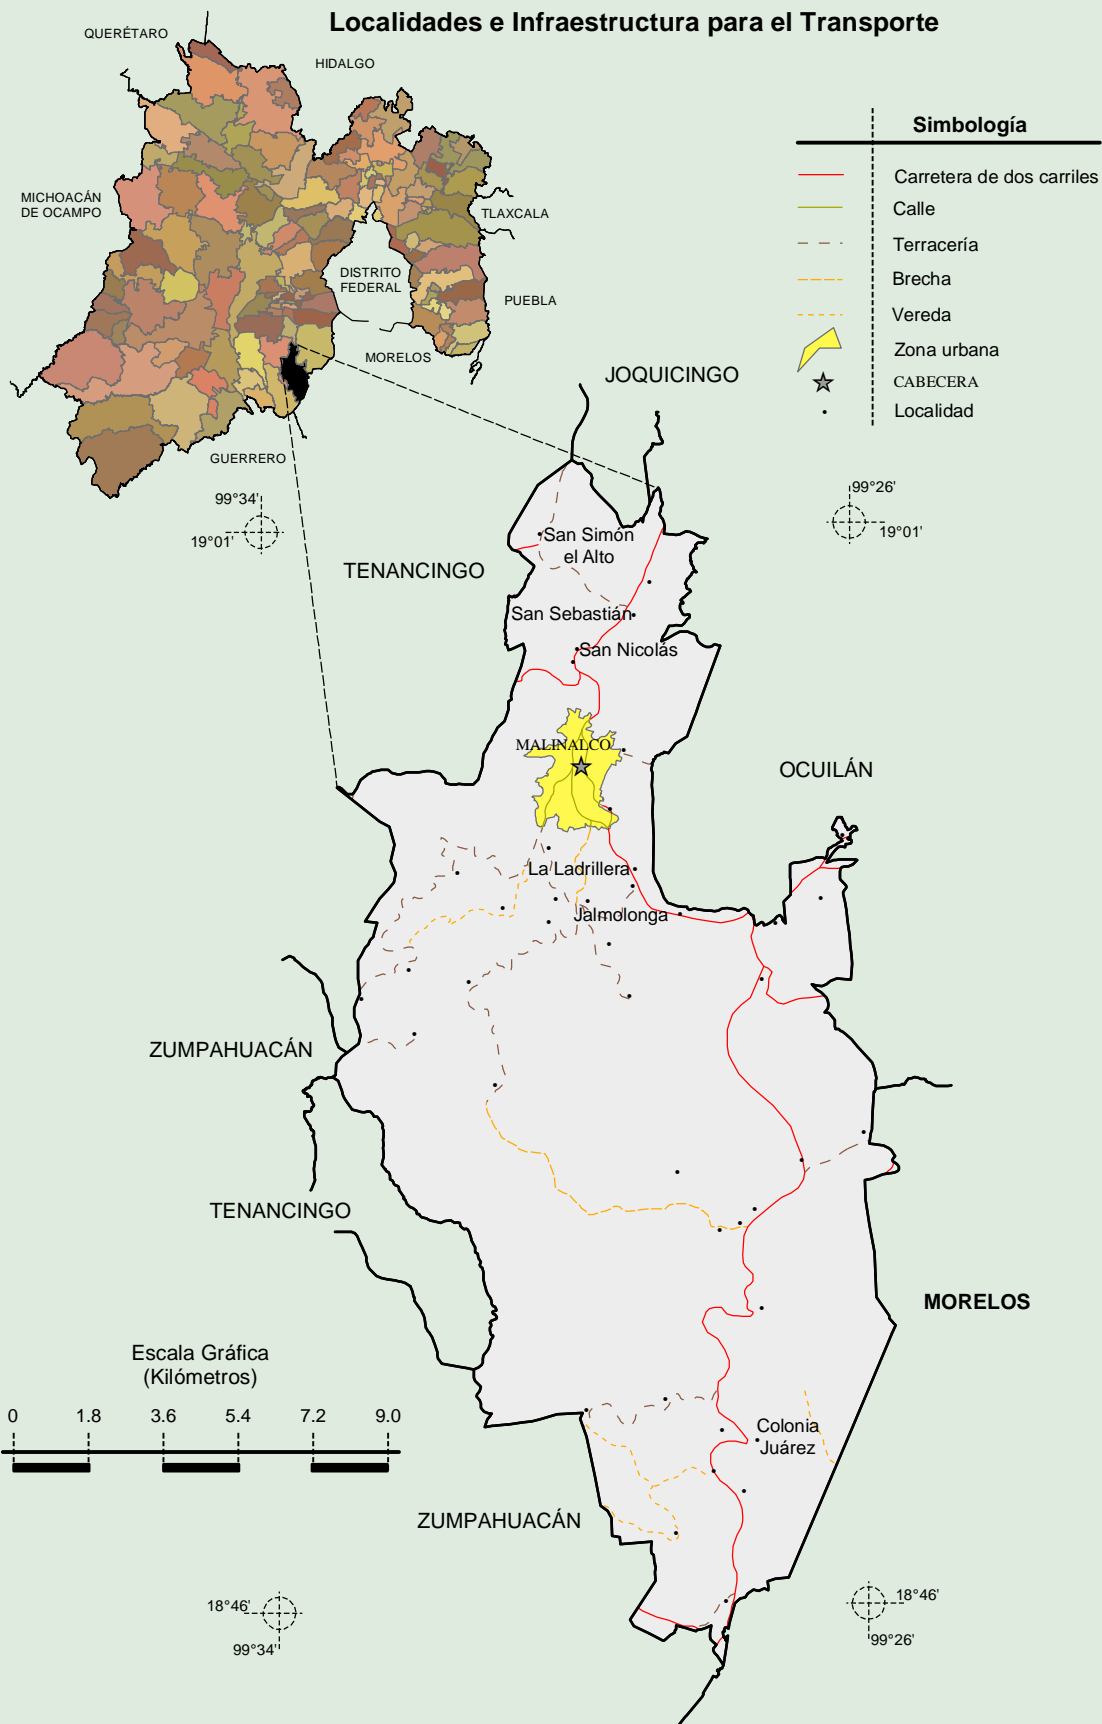 Localidades e Infraestructura para el Transporte
QUERÉTARO
HIDALGO
MICHOACÁN
DE OCAMPO
TLAXCALA
DISTRITO
FEDERAL
PUEBLA
MORELOS
GUERRERO
Simbología
Carretera de dos carriles
Calle
Terracería
Brecha
Vereda
Zona urbana
CABECERA
Localidad
JOQUICINGO
99°34'
19°01'
99°26'
19°01'
San Simón
el Alto
TENANCINGO
San Sebastián
San Nicolás
MALINALCO
OCUILÁN
La Ladrillera
Jalmolonga
ZUMPAHUACÁN
TENANCINGO
MORELOS
Escala Gráfica
(Kilómetros)
0 1.8 3.6 5.4 7.2 9.0
Colonia
Juárez
ZUMPAHUACÁN
18°46'
99°34'
18°46'
99°26'